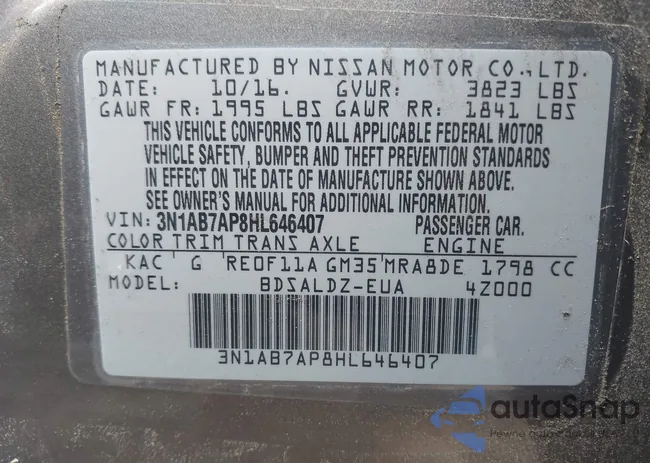 MANUFACTURED BY NISSAN MOTOR CO., LTD.
DATE: 10/16. GVWR: 3823 LBS
GAWR FR: 1995 LBS GAWR RR: 1841 LBS
THIS VEHICLE CONFORMS TO ALL APPLICABLE FEDERAL MOTOR
VEHICLE SAFETY, BUMPER AND THEFT PREVENTION STANDARDS
IN EFFECT ON THE DATE OF MANUFACTURE SHOWN ABOVE.
SEE OWNER'S MANUAL FOR ADDITIONAL INFORMATION.
VIN: 3N1AB7AP8HL646407 PASSENGER CAR.
COLOR TRIM TRANS AXLE ENGINE
KAC G RE0F11A GM35 MRA8DE 1798 CC
MODEL: BDSALDZ-EUA 4Z000
3N1AB7AP8HL646407
autoSnap
Pewne auto